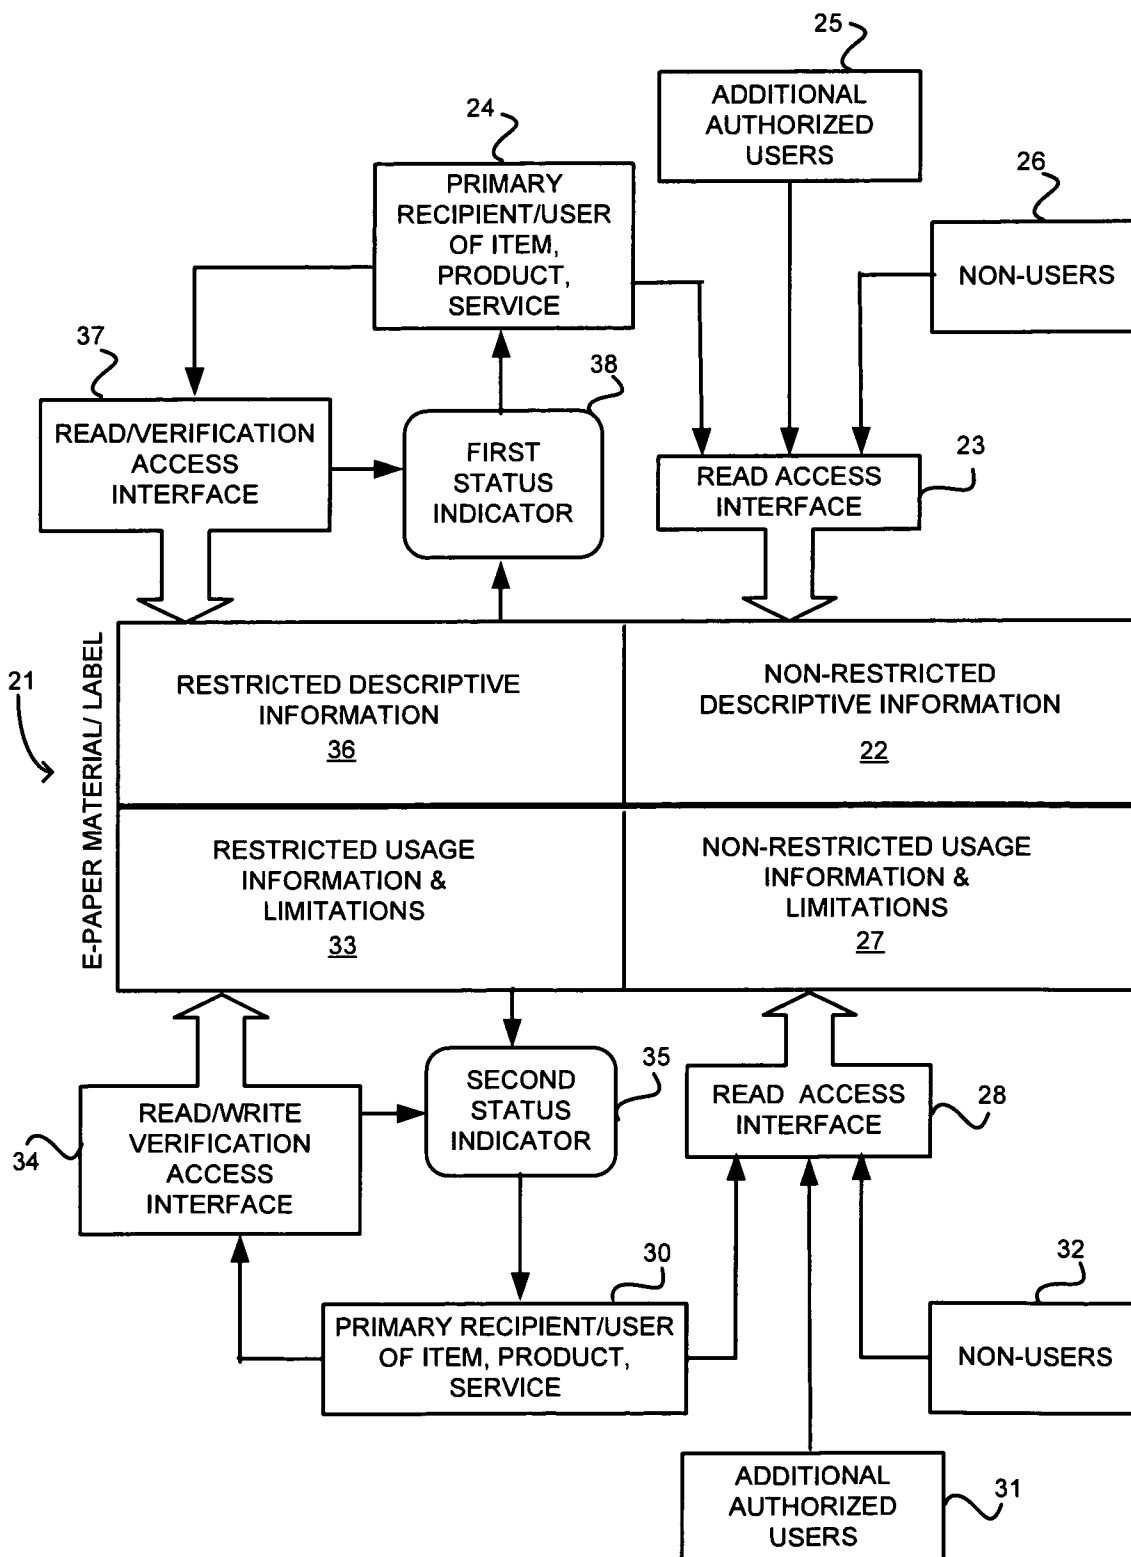 25
ADDITIONAL
AUTHORIZED
USERS
24
PRIMARY
RECIPIENT/USER
OF ITEM,
PRODUCT,
SERVICE
26
NON-USERS
37
READ/VERIFICATION
ACCESS
INTERFACE
38
FIRST
STATUS
INDICATOR
READ ACCESS
INTERFACE
23
21
E-PAPER MATERIAL/ LABEL
RESTRICTED DESCRIPTIVE
INFORMATION
36
NON-RESTRICTED
DESCRIPTIVE INFORMATION
22
RESTRICTED USAGE
INFORMATION &
LIMITATIONS
33
NON-RESTRICTED USAGE
INFORMATION &
LIMITATIONS
27
READ/WRITE
VERIFICATION
ACCESS
INTERFACE
34
SECOND
STATUS
INDICATOR
35
READ  ACCESS
INTERFACE
28
30
PRIMARY RECIPIENT/USER
OF ITEM, PRODUCT,
SERVICE
32
NON-USERS
ADDITIONAL
AUTHORIZED
USERS
31